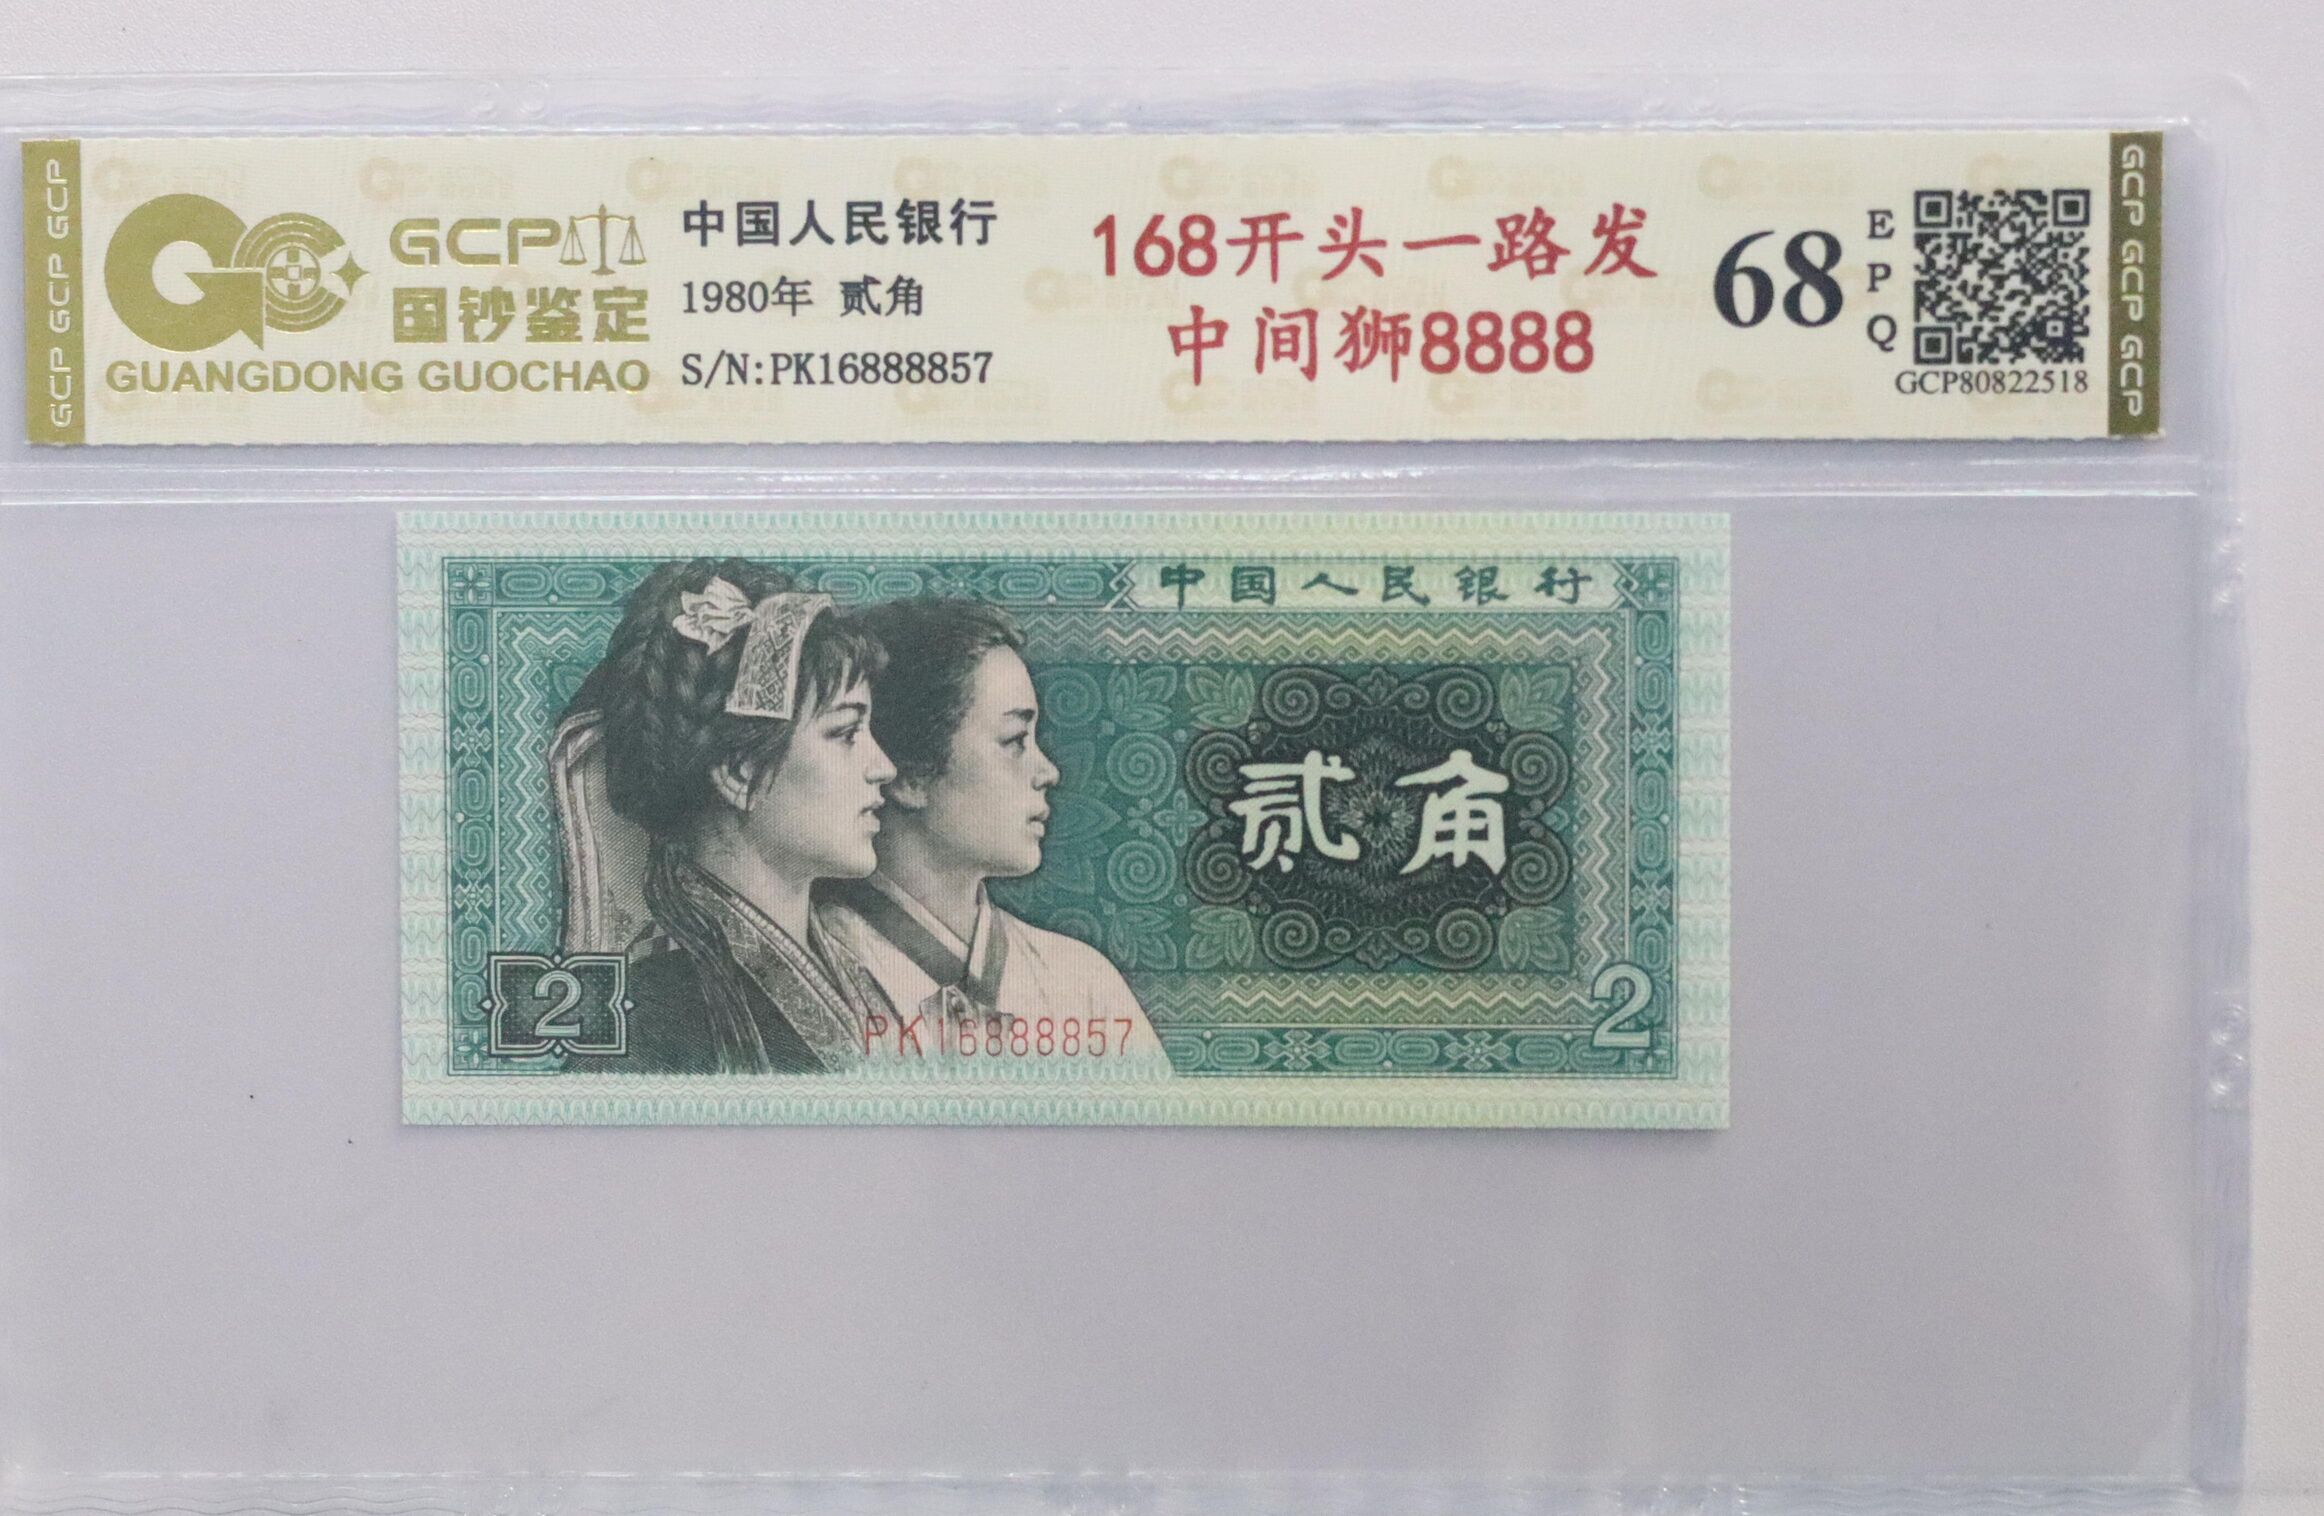 GCP GCP GCP
GCP
国钞鉴定
GUANGDONG GUOCHAO
中国人民银行
1980年 贰角
S/N:PK16888857
168开头一路发
中间狮8888
68
E
P
Q
GCP80822518
GCP GCP GCP
中国人民银行
贰角
2
PK16888857
2